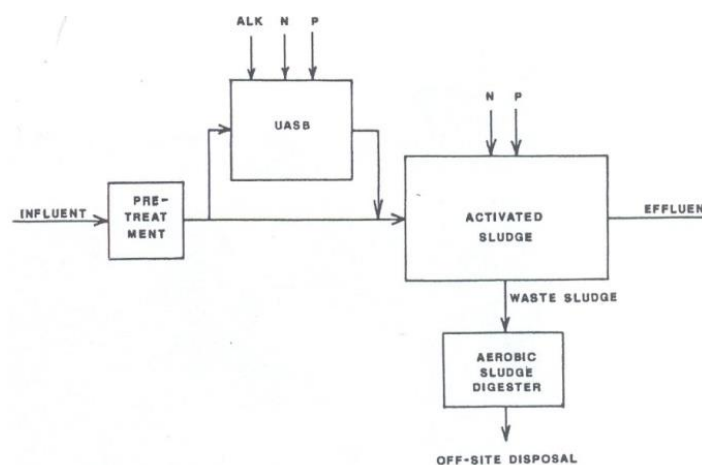 ALK N P
UASB
N P
INFLUENT
PRE-
TREAT
MENT
ACTIVATED
SLUDGE
EFFLUEN
WASTE SLUDGE
AEROBIC
SLUDGE
DIGESTER
OFF-SITE DISPOSAL